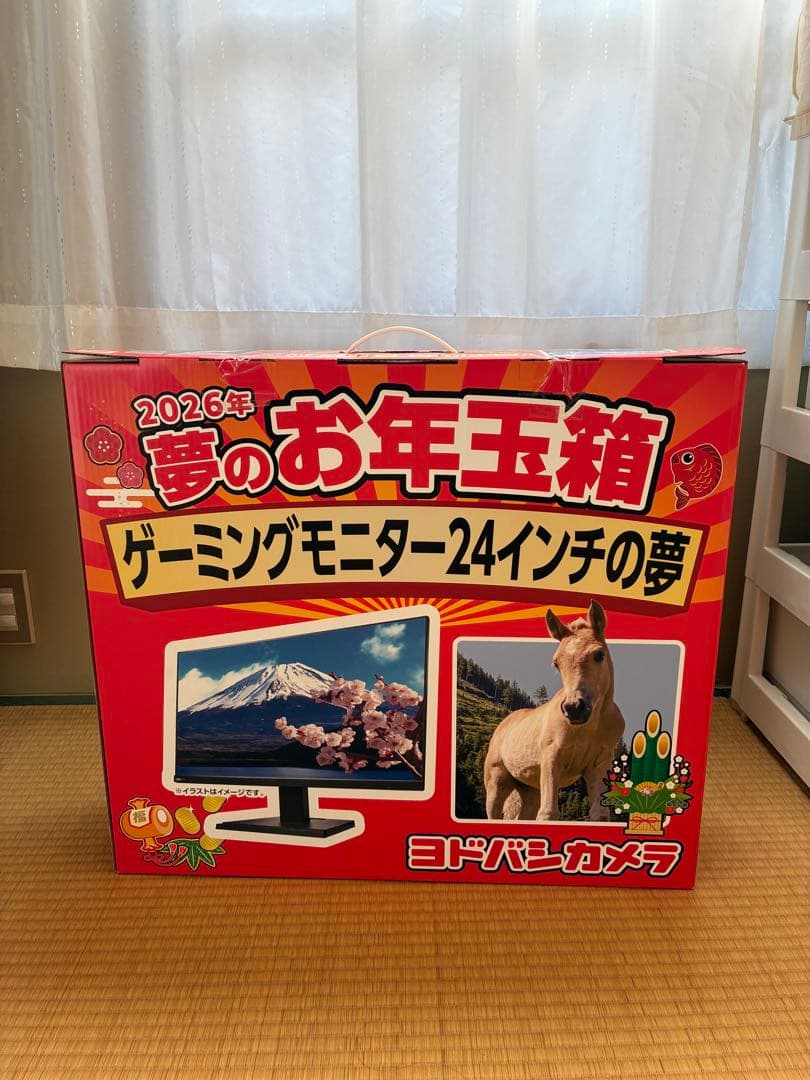 2026年
夢のお年玉箱
ゲーミングモニター24インチの夢
※イラストはイメージです。
福
ヨドバシカメラ